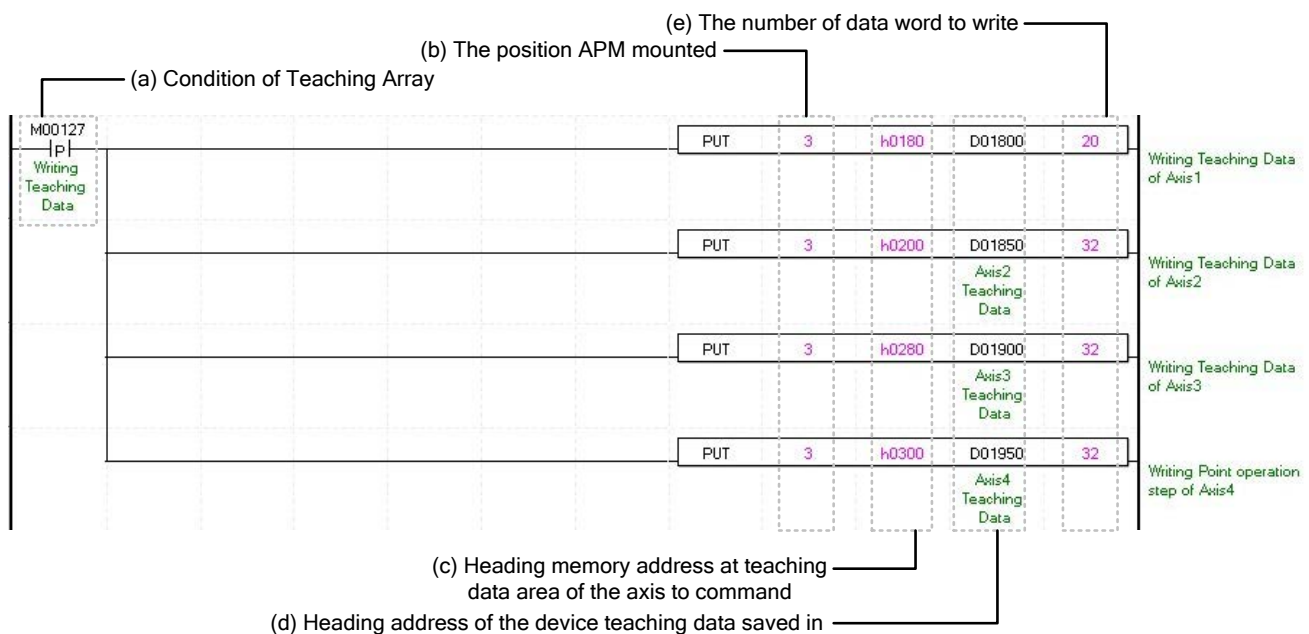 (e) The number of data word to write
(b) The position APM mounted
(a) Condition of Teaching Array
M00127
P
Writing
Teaching
Data
PUT 3 h0180 D01800 20
Writing Teaching Data
of Axis1
PUT 3 h0200 D01850 32
Axis2
Teaching
Data
Writing Teaching Data
of Axis2
PUT 3 h0280 D01900 32
Axis3
Teaching
Data
Writing Teaching Data
of Axis3
PUT 3 h0300 D01950 32
Axis4
Teaching
Data
Writing Point operation
step of Axis4
(c) Heading memory address at teaching
data area of the axis to command
(d) Heading address of the device teaching data saved in